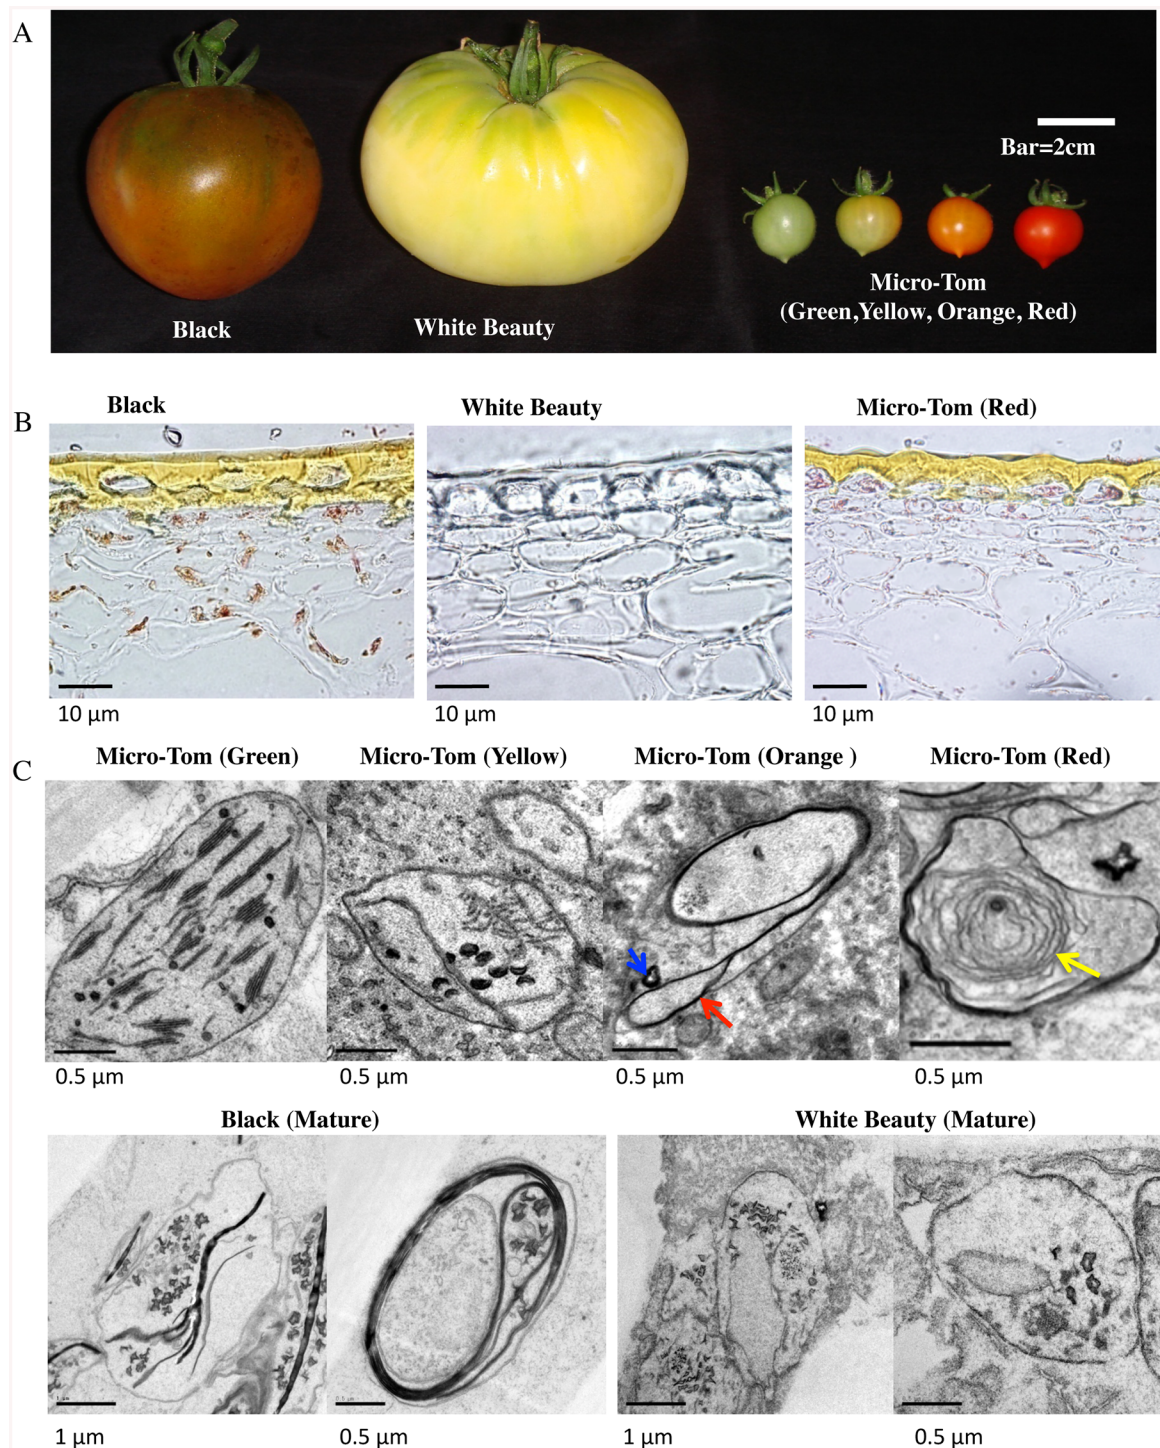 A
Bar=2cm
Micro-Tom
(Green,Yellow, Orange, Red)
Black
White Beauty
B
Black
White Beauty
Micro-Tom (Red)
10 μm
10 μm
10 μm
C
Micro-Tom (Green)
Micro-Tom (Yellow)
Micro-Tom (Orange )
Micro-Tom (Red)
0.5 μm
0.5 μm
0.5 μm
0.5 μm
Black (Mature)
White Beauty (Mature)
1 μm
0.5 μm
1 μm
0.5 μm